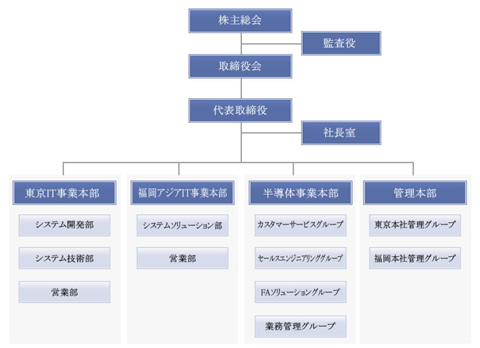 株主総会
監査役
取締役会
代表取締役
社長室
東京IT事業本部
システム開発部
システム技術部
営業部
福岡アジアIT事業本部
システムソリューション部
営業部
半導体事業本部
カスタマーサービスグループ
セールスエンジニアリンググループ
FAソリューショングループ
業務管理グループ
管理本部
東京本社管理グループ
福岡本社管理グループ